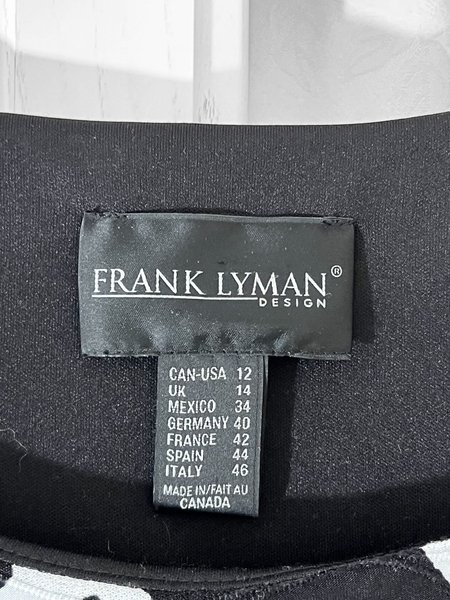 FRANK LYMAN®
DESIGN
CAN-USA 12
UK 14
MEXICO 34
GERMANY 40
FRANCE 42
SPAIN 44
ITALY 46
MADE IN/FAIT AU
CANADA